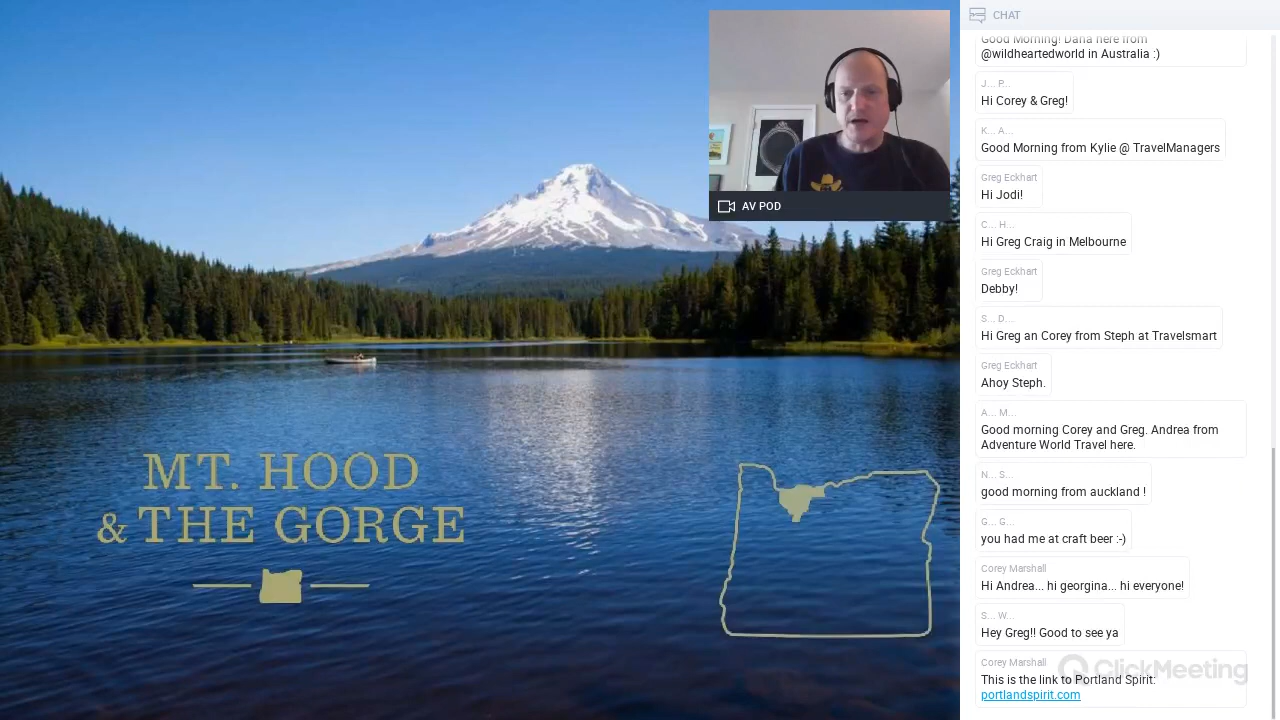 MT. HOOD
& THE GORGE
AV POD
CHAT
Good Morning! Dana here from
@wildheartedworld in Australia :)
J... P...
Hi Corey & Greg!
K... A...
Good Morning from Kylie @ TravelManagers
Greg Eckhart
Hi Jodi!
C... H...
Hi Greg Craig in Melbourne
Greg Eckhart
Debby!
S... D...
Hi Greg an Corey from Steph at Travelsmart
Greg Eckhart
Ahoy Steph.
A... M...
Good morning Corey and Greg. Andrea from
Adventure World Travel here.
N... S...
good morning from auckland !
G... G...
you had me at craft beer :-)
Corey Marshall
Hi Andrea... hi georgina... hi everyone!
S... W...
Hey Greg!! Good to see ya
Corey Marshall
This is the link to Portland Spirit:
portlandspirit.com
ClickMeeting